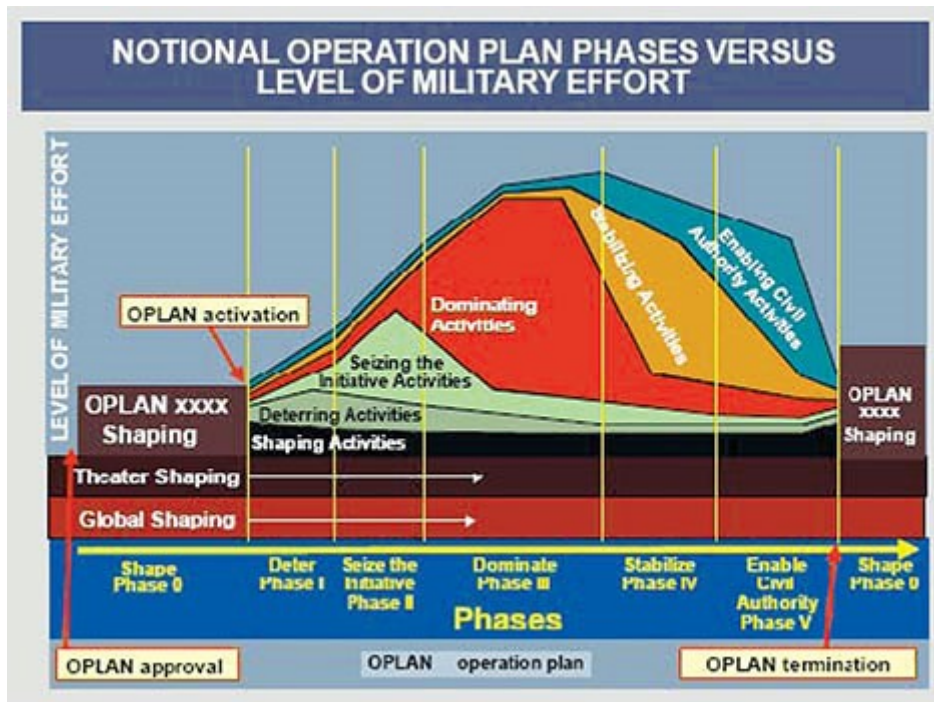 NOTIONAL OPERATION PLAN PHASES VERSUS
LEVEL OF MILITARY EFFORT
LEVEL OF MILITARY EFFORT
OPLAN activation
OPLAN xxxx
Shaping
Dominating
Activities
Seizing the
Initiative Activities
Deterring Activities
Shaping Activities
Stabilizing Activities
Enabling Civil
Authority Activities
OPLAN
xxxx
Shaping
Theater Shaping
Global Shaping
Shape
Phase 0
Deter
Phase I
Seize the
Initiative
Phase II
Dominate
Phase III
Stabilize
Phase IV
Enable
Civil
Authority
Phase V
Shape
Phase 0
Phases
OPLAN approval
OPLAN operation plan
OPLAN termination